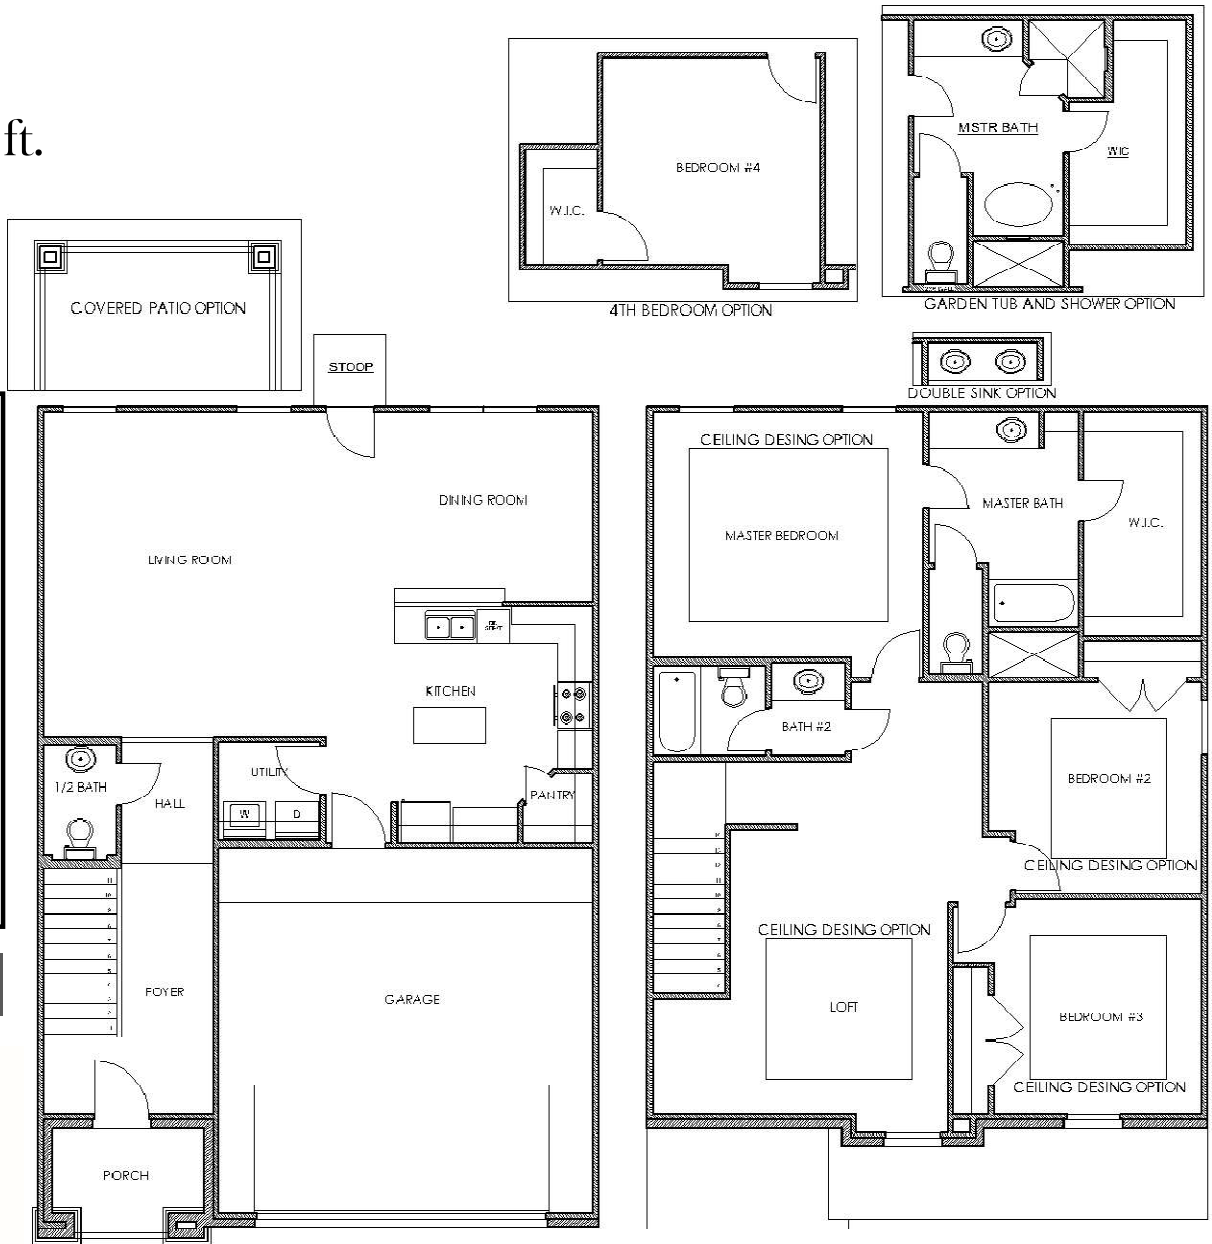 ft.
BEDROOM #4
W.I.C.
4TH BEDROOM OPTION
MSTR BATH
WIC
GARDEN TUB AND SHOWER OPTION
COVERED PATIO OPTION
STOOP
DOUBLE SINK OPTION
DINING ROOM
LIVING ROOM
KITCHEN
1/2 BATH
HALL
UTILITY
W
D
PANTRY
FOYER
GARAGE
PORCH
CEILING DESING OPTION
MASTER BEDROOM
MASTER BATH
W.I.C.
BATH #2
BEDROOM #2
CEILING DESING OPTION
CEILING DESING OPTION
LOFT
BEDROOM #3
CEILING DESING OPTION